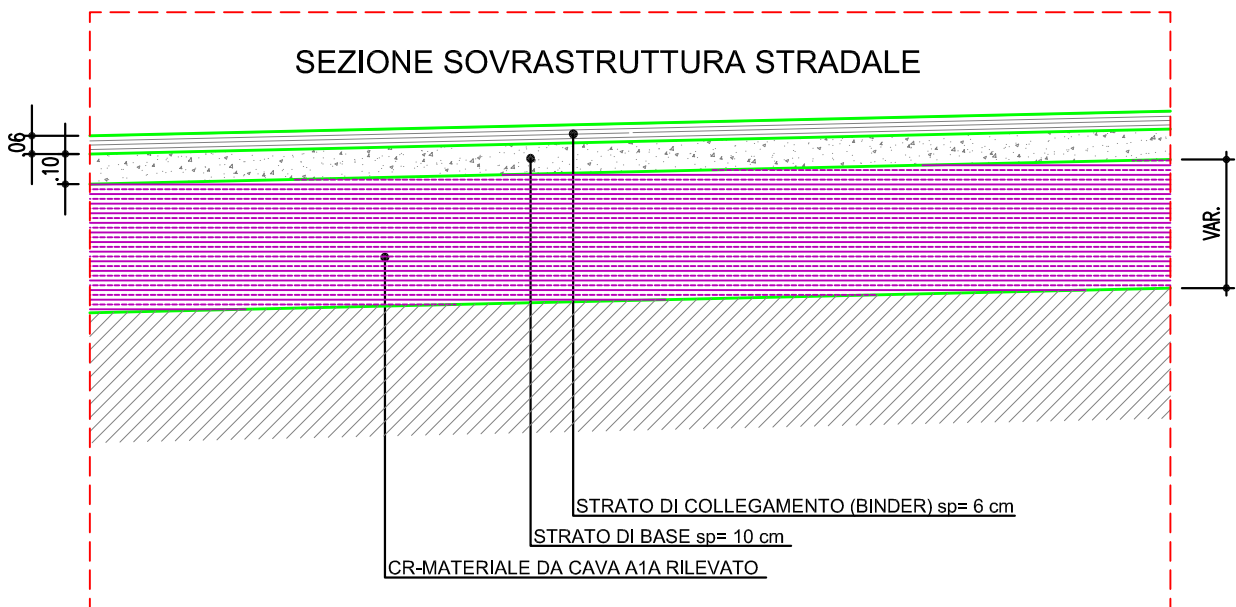 SEZIONE SOVRASTRUTTURA STRADALE
.06
.10
VAR.
STRATO DI COLLEGAMENTO (BINDER) sp= 6 cm
STRATO DI BASE sp= 10 cm
CR-MATERIALE DA CAVA A1A RILEVATO